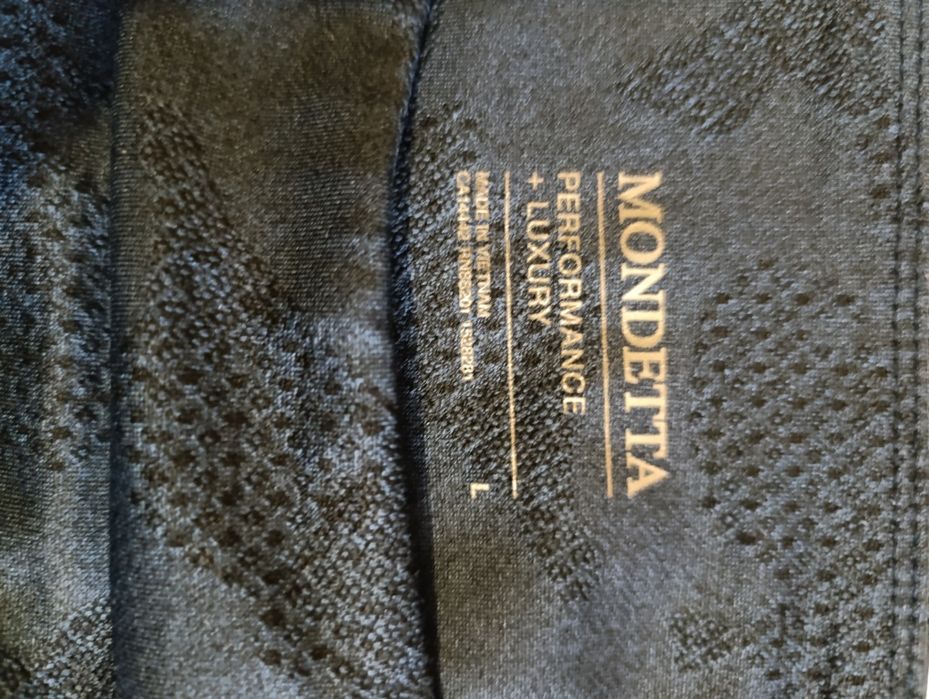 MONDETTA
PERFORMANCE
+ LUXURY
MADE IN VIETNAM
L